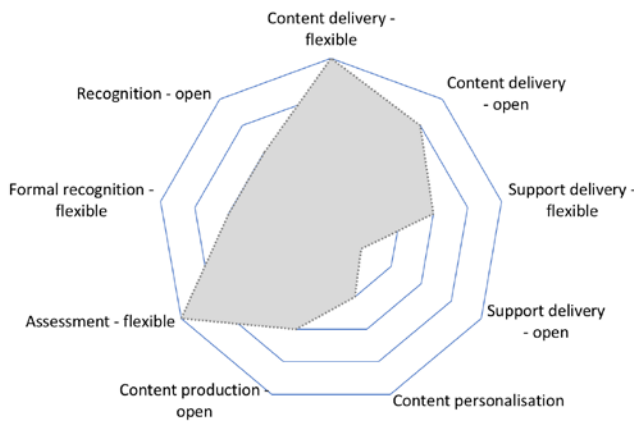 Content delivery -
flexible
Content delivery
- open
Support delivery -
flexible
Support delivery
- open
Content personalisation
Content production -
open
Assessment - flexible
Formal recognition -
flexible
Recognition - open